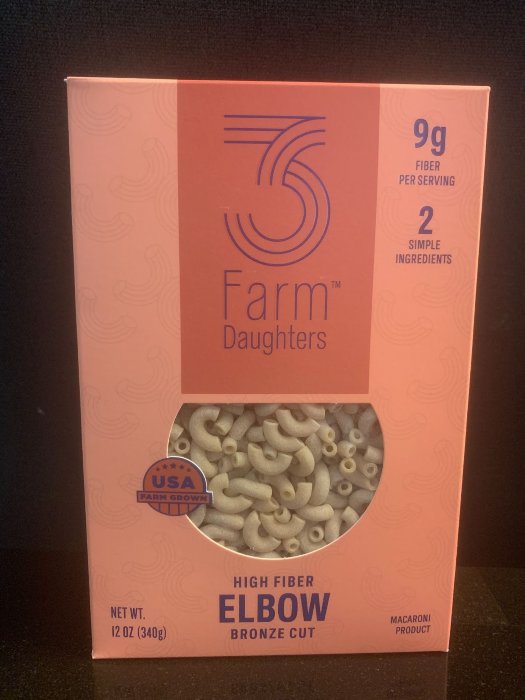 3
Farm™
Daughters
9g
FIBER
PER SERVING
2
SIMPLE
INGREDIENTS
USA
FARM GROWN
HIGH FIBER
ELBOW
BRONZE CUT
NET WT.
12 OZ (340g)
MACARONI
PRODUCT